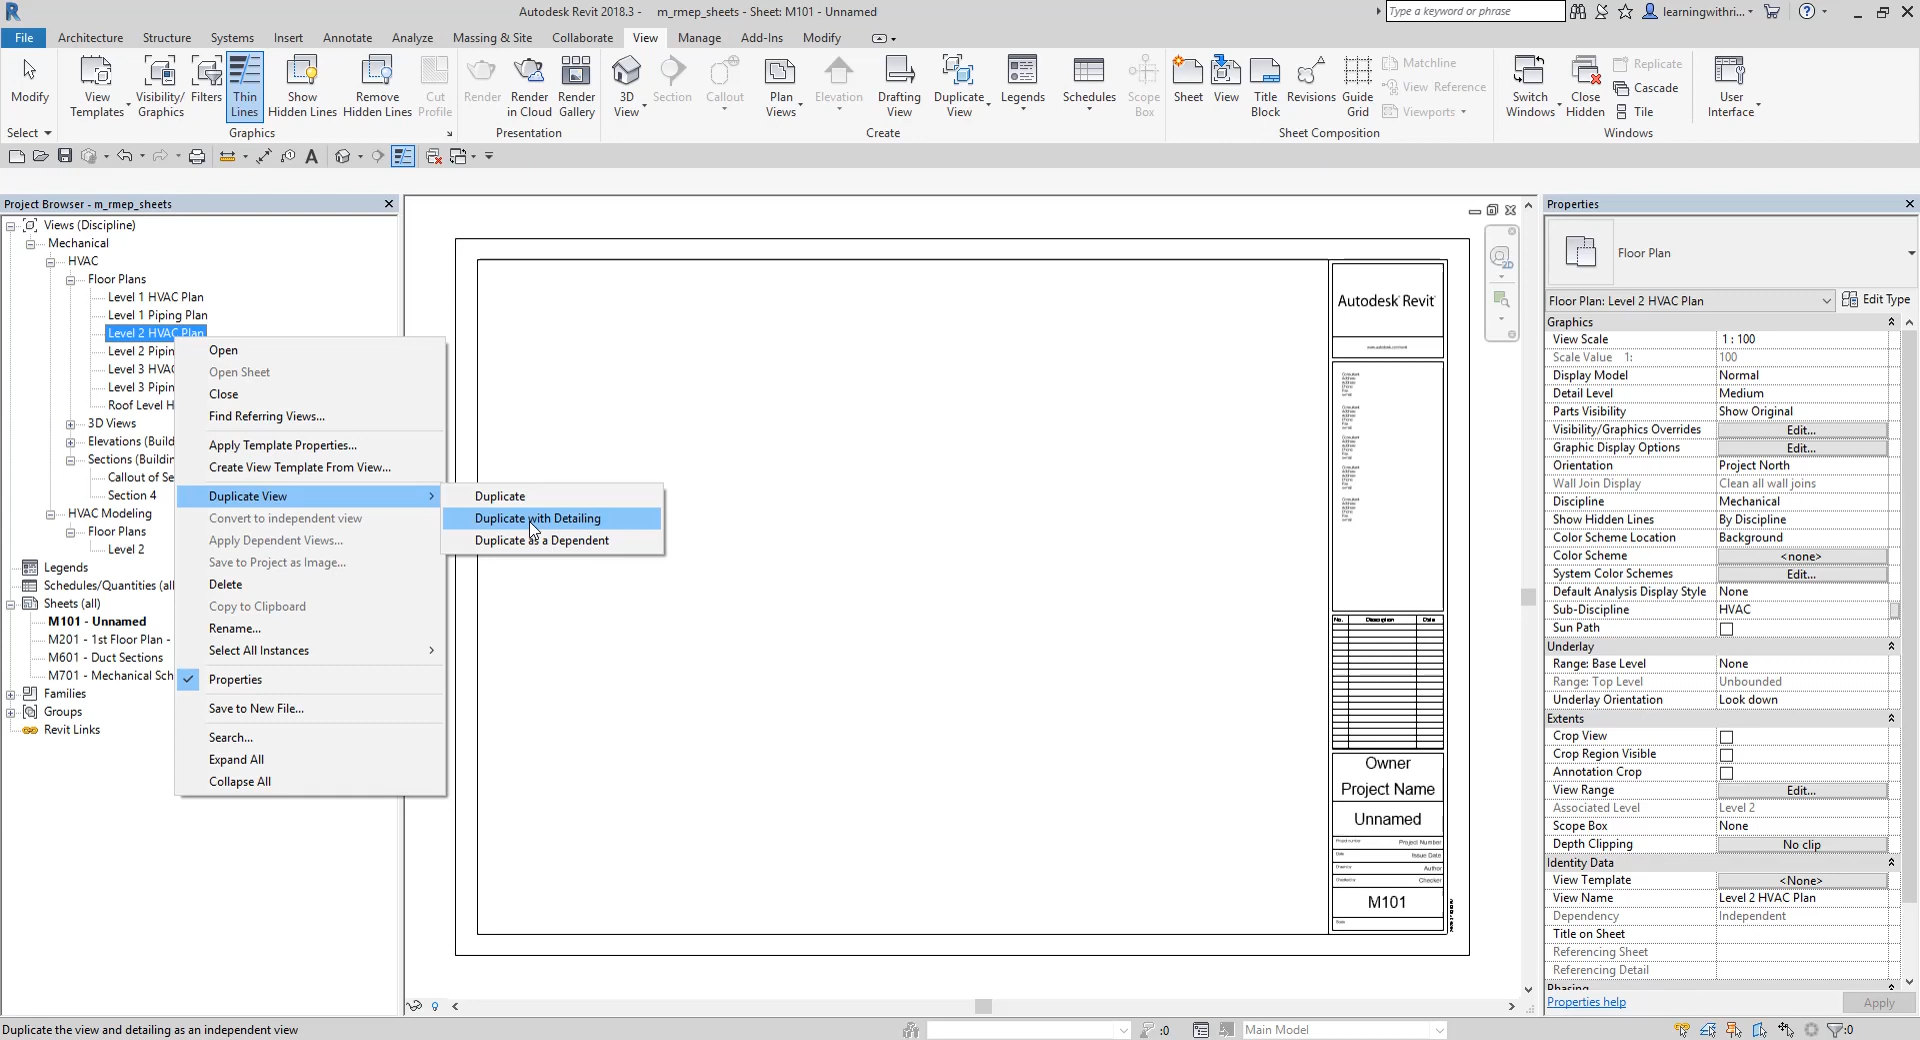 Autodesk Revit 2018.3 - m_rmep_sheets - Sheet: M101 - Unnamed
Type a keyword or phrase
learningwithri...
File Architecture Structure Systems Insert Annotate Analyze Massing & Site Collaborate View Manage Add-Ins Modify
Modify
View Templates
Visibility/ Graphics
Filters
Thin Lines
Show Hidden Lines
Remove Hidden Lines
Cut Profile
Render
Render in Cloud
Render Gallery
3D View
Section
Callout
Plan Views
Elevation
Drafting View
Duplicate View
Legends
Schedules
Scope Box
Sheet
View
Title Block
Revisions
Guide Grid
Matchline
View Reference
Viewports
Switch Windows
Close Hidden
Replicate
Cascade
Tile
User Interface
Select Graphics Presentation Create Sheet Composition Windows
Project Browser - m_rmep_sheets
Views (Discipline)
Mechanical
HVAC
Floor Plans
Level 1 HVAC Plan
Level 1 Piping Plan
Level 2 HVAC Plan
Level 2 Pipin
Level 3 HVA
Level 3 Pipin
Roof Level H
3D Views
Elevations (Build
Sections (Buildin
Callout of Se
Section 4
HVAC Modeling
Floor Plans
Level 2
Legends
Schedules/Quantities (all
Sheets (all)
M101 - Unnamed
M201 - 1st Floor Plan -
M601 - Duct Sections
M701 - Mechanical Sch
Families
Groups
Revit Links
Open
Open Sheet
Close
Find Referring Views...
Apply Template Properties...
Create View Template From View...
Duplicate View
Convert to independent view
Apply Dependent Views...
Save to Project as Image...
Delete
Copy to Clipboard
Rename...
Select All Instances
Properties
Save to New File...
Search...
Expand All
Collapse All
Duplicate
Duplicate with Detailing
Duplicate as a Dependent
Autodesk Revit
No. Description Date
Owner
Project Name
Unnamed
Project number Project Number
Date Issue Date
Author
Checker
M101
Scale
2D
Properties
Floor Plan
Floor Plan: Level 2 HVAC Plan Edit Type
Graphics
View Scale 1 : 100
Scale Value 1: 100
Display Model Normal
Detail Level Medium
Parts Visibility Show Original
Visibility/Graphics Overrides Edit...
Graphic Display Options Edit...
Orientation Project North
Wall Join Display Clean all wall joins
Discipline Mechanical
Show Hidden Lines By Discipline
Color Scheme Location Background
Color Scheme <none>
System Color Schemes Edit...
Default Analysis Display Style None
Sub-Discipline HVAC
Sun Path
Underlay
Range: Base Level None
Range: Top Level Unbounded
Underlay Orientation Look down
Extents
Crop View
Crop Region Visible
Annotation Crop
View Range Edit...
Associated Level Level 2
Scope Box None
Depth Clipping No clip
Identity Data
View Template <None>
View Name Level 2 HVAC Plan
Dependency Independent
Title on Sheet
Referencing Sheet
Referencing Detail
Phasing
Properties help Apply
Duplicate the view and detailing as an independent view
:0
Main Model
:0